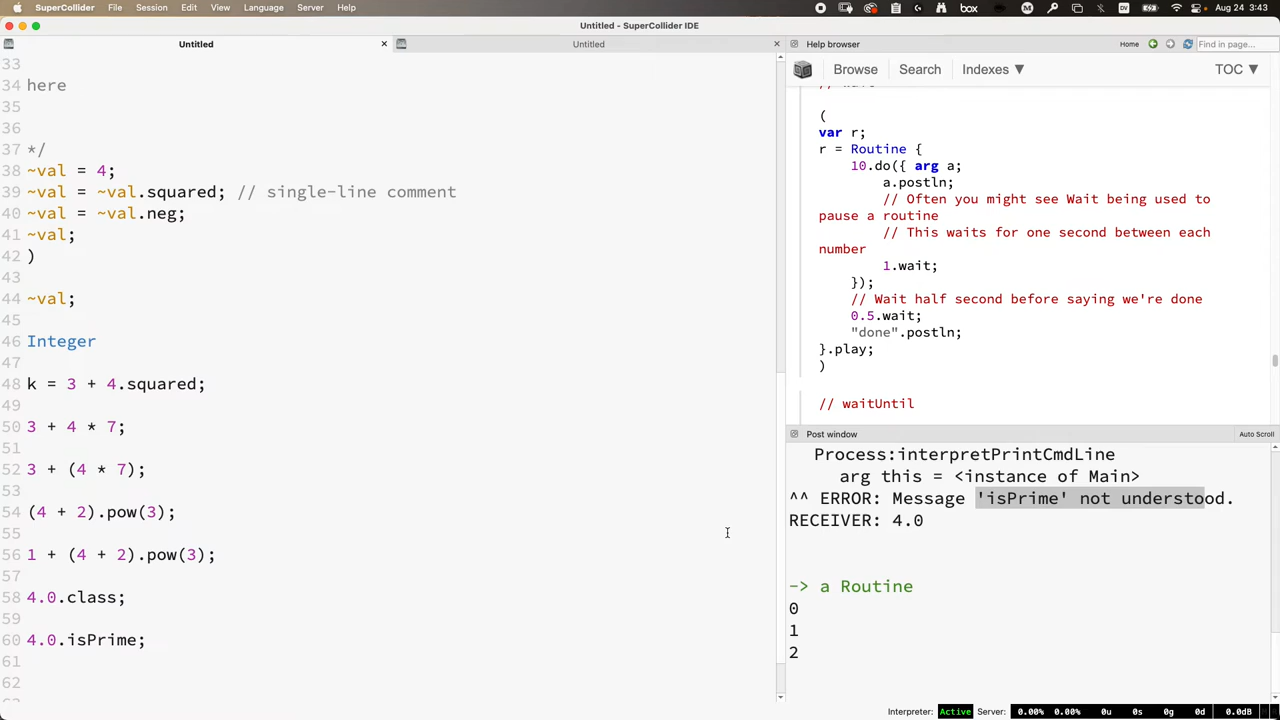 SuperCollider File Session Edit View Language Server Help Aug 24 3:43
Untitled - SuperCollider IDE
Untitled
Untitled
Help browser
Home
Find in page...
Browse
Search
Indexes ▼
TOC ▼
33
34 here
35
36
37 */
38 ~val = 4;
39 ~val = ~val.squared; // single-line comment
40 ~val = ~val.neg;
41 ~val;
42 )
43
44 ~val;
45
46 Integer
47
48 k = 3 + 4.squared;
49
50 3 + 4 * 7;
51
52 3 + (4 * 7);
53
54 (4 + 2).pow(3);
55
56 1 + (4 + 2).pow(3);
57
58 4.0.class;
59
60 4.0.isPrime;
61
62
(
var r;
r = Routine {
10.do({ arg a;
a.postln;
// Often you might see Wait being used to
pause a routine
// This waits for one second between each
number
1.wait;
});
// Wait half second before saying we're done
0.5.wait;
"done".postln;
}.play;
)
// waitUntil
Post window
Auto Scroll
Process:interpretPrintCmdLine
arg this = <instance of Main>
^^ ERROR: Message 'isPrime' not understood.
RECEIVER: 4.0
-> a Routine
0
1
2
Interpreter: Active Server: 0.00% 0.00% 0u 0s 0g 0d 0.0dB